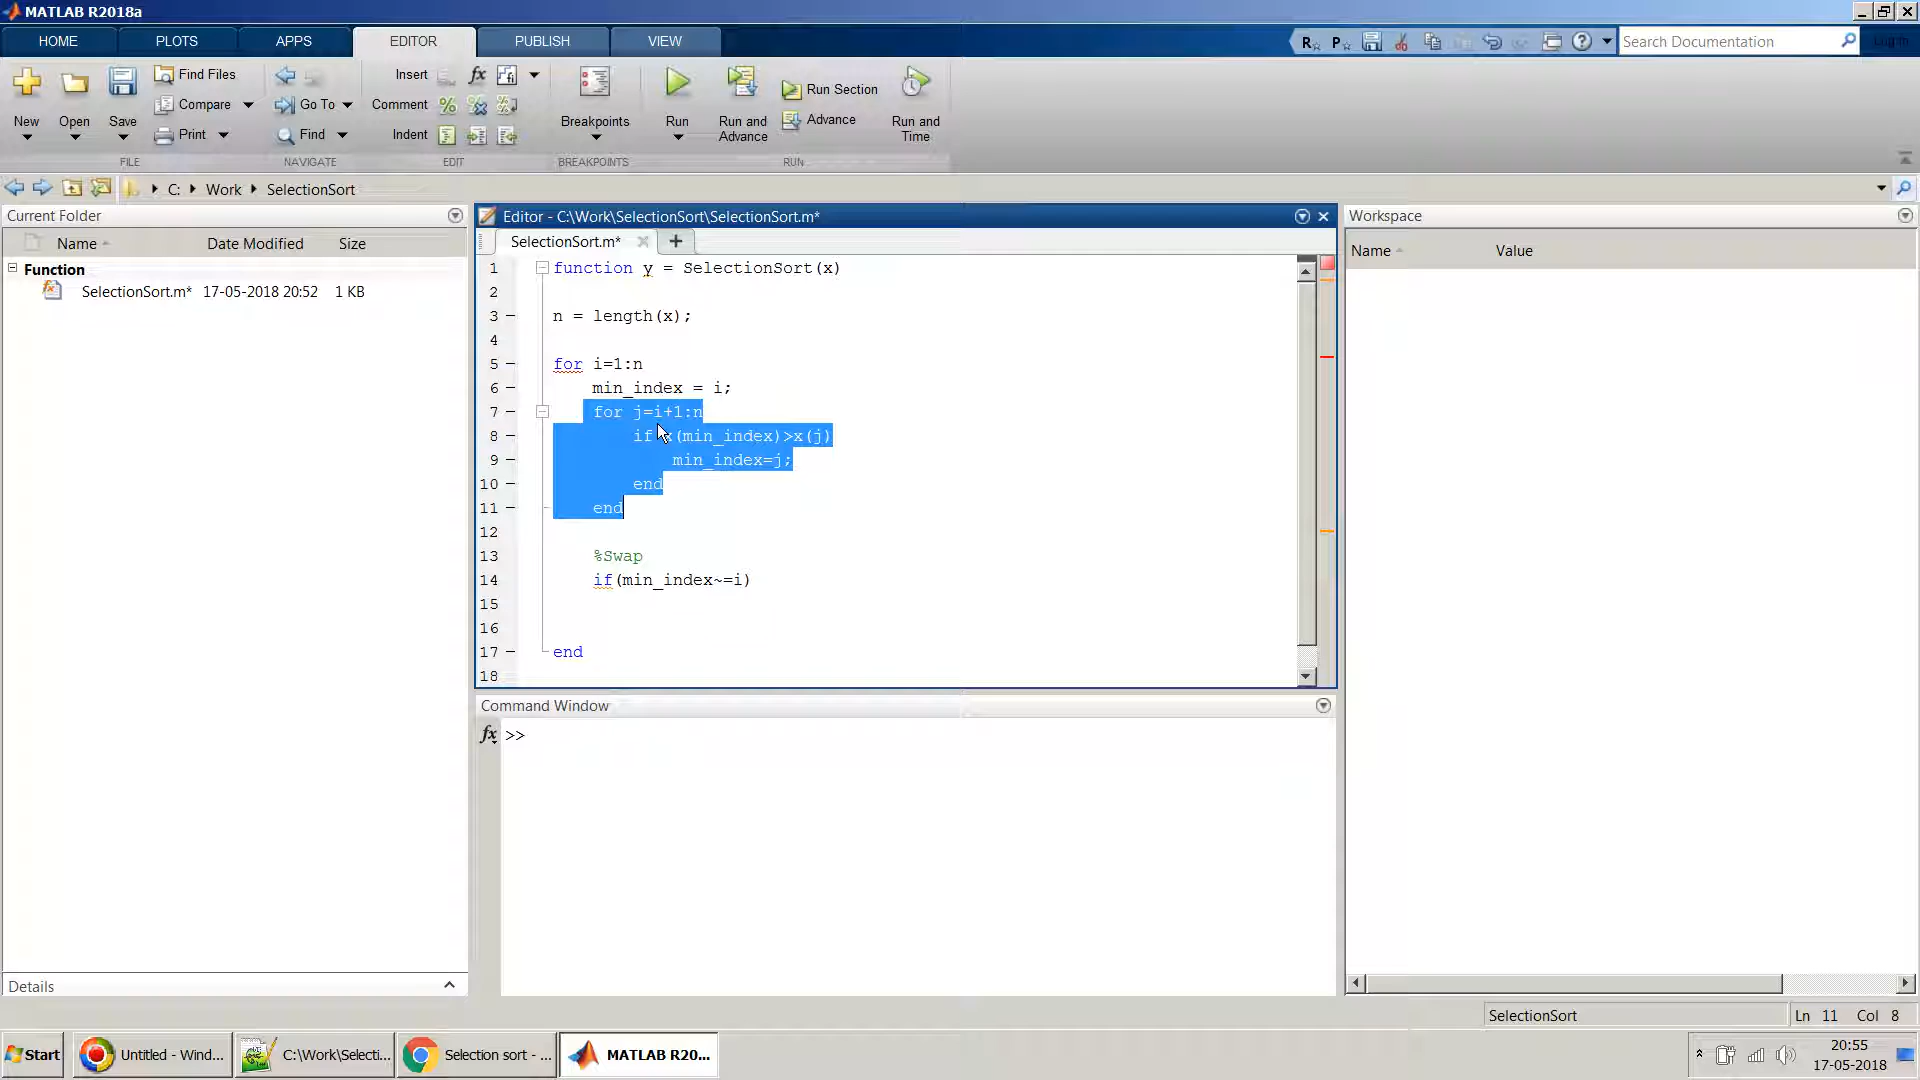 MATLAB R2018a
HOME PLOTS APPS EDITOR PUBLISH VIEW
Search Documentation
New
Open
Save
Find Files
Compare
Print
Go To
Find
Insert
Comment
Indent
Breakpoints
Run
Run and Advance
Run Section
Advance
Run and Time
FILE NAVIGATE EDIT BREAKPOINTS RUN
C: Work SelectionSort
Current Folder
Name Date Modified Size
Function
SelectionSort.m* 17-05-2018 20:52 1 KB
Details
Editor - C:\Work\SelectionSort\SelectionSort.m*
SelectionSort.m*
1 function y = SelectionSort(x)
2
3 n = length(x);
4
5 for i=1:n
6 min_index = i;
7 for j=i+1:n
8 if x(min_index)>x(j)
9 min_index=j;
10 end
11 end
12
13 %Swap
14 if(min_index~=i)
15
16
17 end
18
Command Window
fx >>
Workspace
Name Value
SelectionSort Ln 11 Col 8
Start
Untitled - Wind...
C:\Work\Selecti...
Selection sort - ...
MATLAB R20...
20:55
17-05-2018